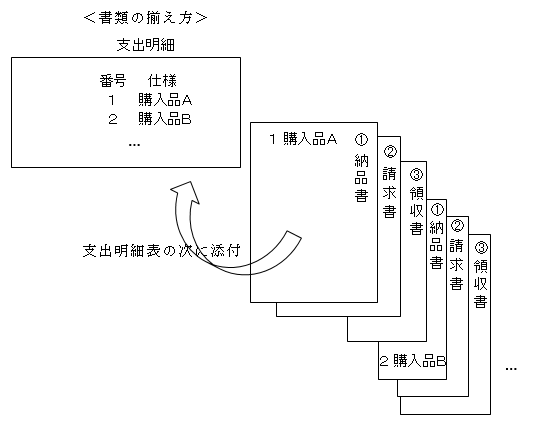 ＜書類の揃え方＞
支出明細
番号　仕様
１　購入品Ａ
２　購入品Ｂ
…
１ 購入品Ａ
①納品書
②請求書
③領収書
①納品書
②請求書
③領収書
支出明細表の次に添付
２ 購入品Ｂ
…